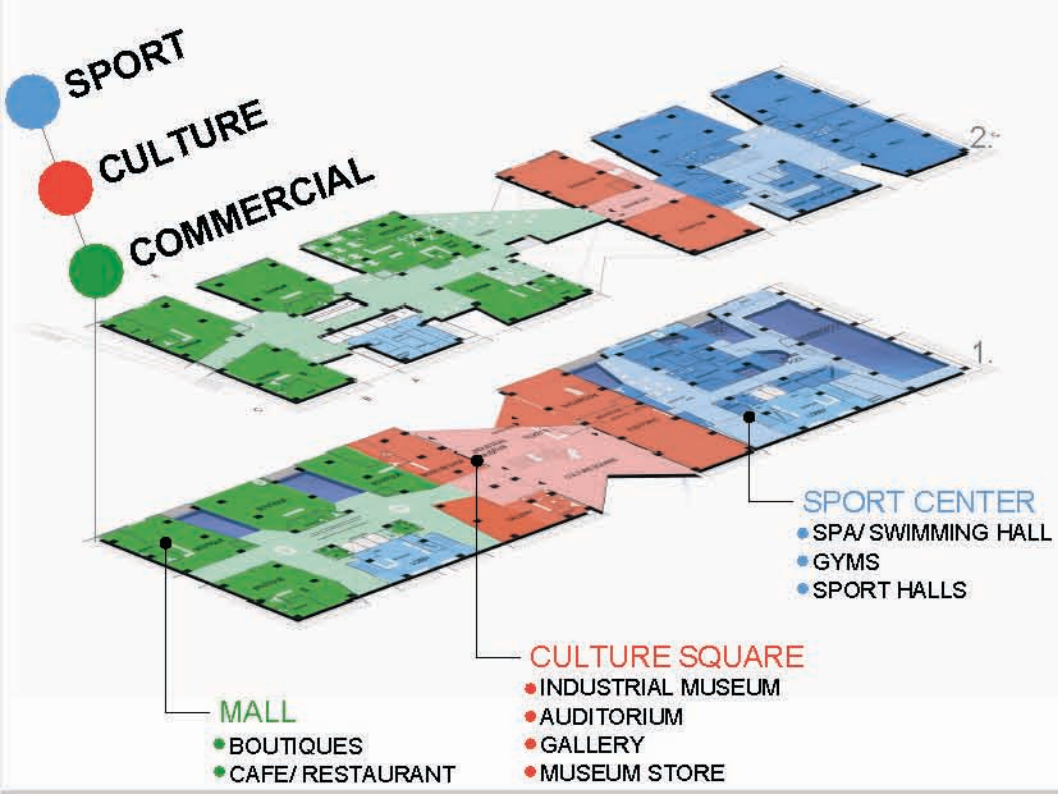 SPORT
CULTURE
COMMERCIAL
2.
1.
SPORT CENTER
SPA/ SWIMMING HALL
GYMS
SPORT HALLS
CULTURE SQUARE
INDUSTRIAL MUSEUM
AUDITORIUM
GALLERY
MUSEUM STORE
MALL
BOUTIQUES
CAFE/ RESTAURANT